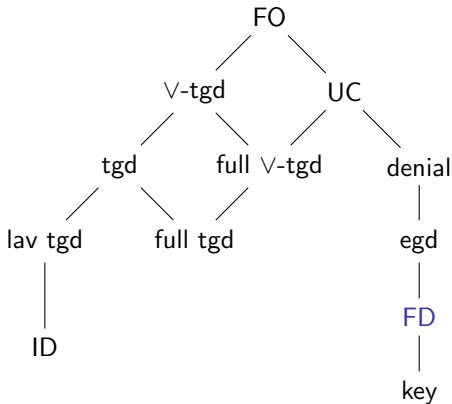 FO
∨-tgd
UC
tgd
full ∨-tgd
denial
lav tgd
full tgd
egd
FD
ID
key